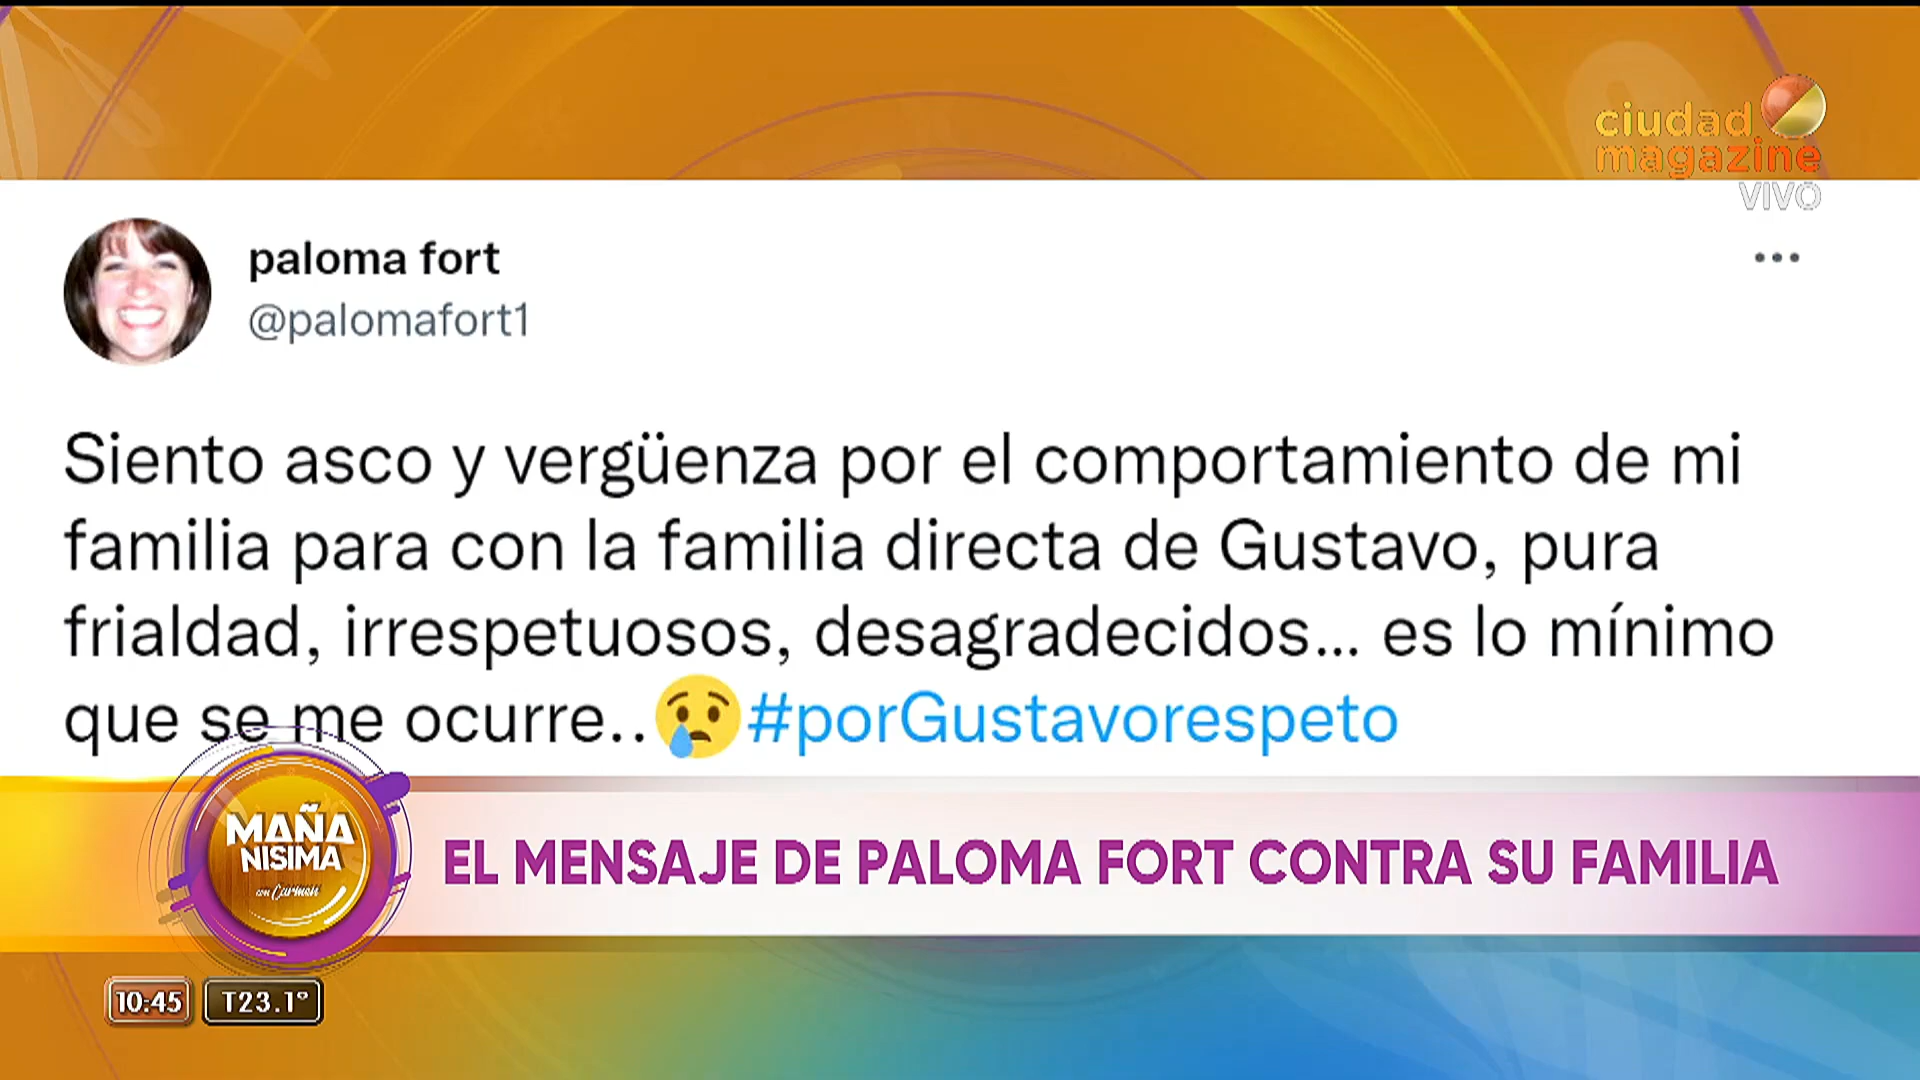 ciudad
magazine
VIVO
paloma fort
@palomafort1
Siento asco y vergüenza por el comportamiento de mi
familia para con la familia directa de Gustavo, pura
frialdad, irrespetuosos, desagradecidos... es lo mínimo
que se me ocurre..😢#porGustavorespeto
MAÑA
NISIMA
con Carmen
EL MENSAJE DE PALOMA FORT CONTRA SU FAMILIA
10:45 T23.1°